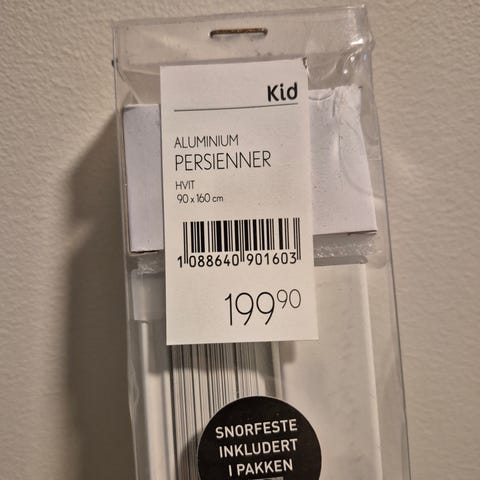 Kid
ALUMINIUM
PERSIENNER
HVIT
90 x 160 cm
1 088640 901603
199 90
SNORFESTE
INKLUDERT
I PAKKEN